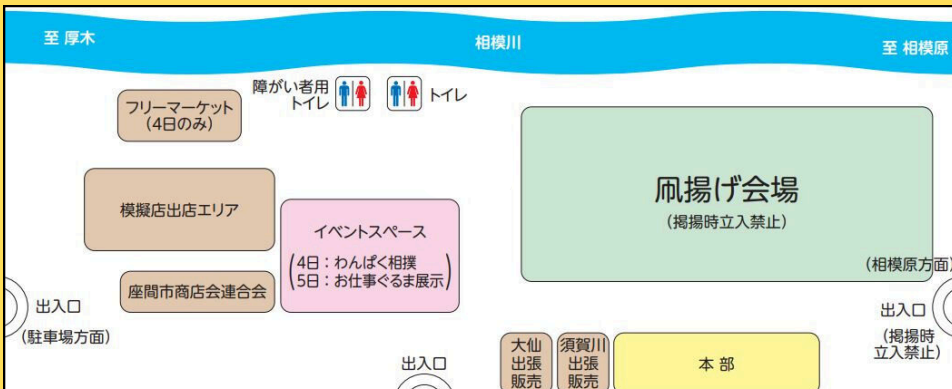 至 厚木
相模川
至 相模原
障がい者用
トイレ
トイレ
フリーマーケット
(4日のみ)
凧揚げ会場
(掲揚時立入禁止)
模擬店出店エリア
イベントスペース
4日：わんぱく相撲
5日：お仕事ぐるま展示
座間市商店会連合会
出入口
(駐車場方面)
(相模原方面)
出入口
(掲揚時
立入禁止)
出入口
大仙
出張
販売
須賀川
出張
販売
本部